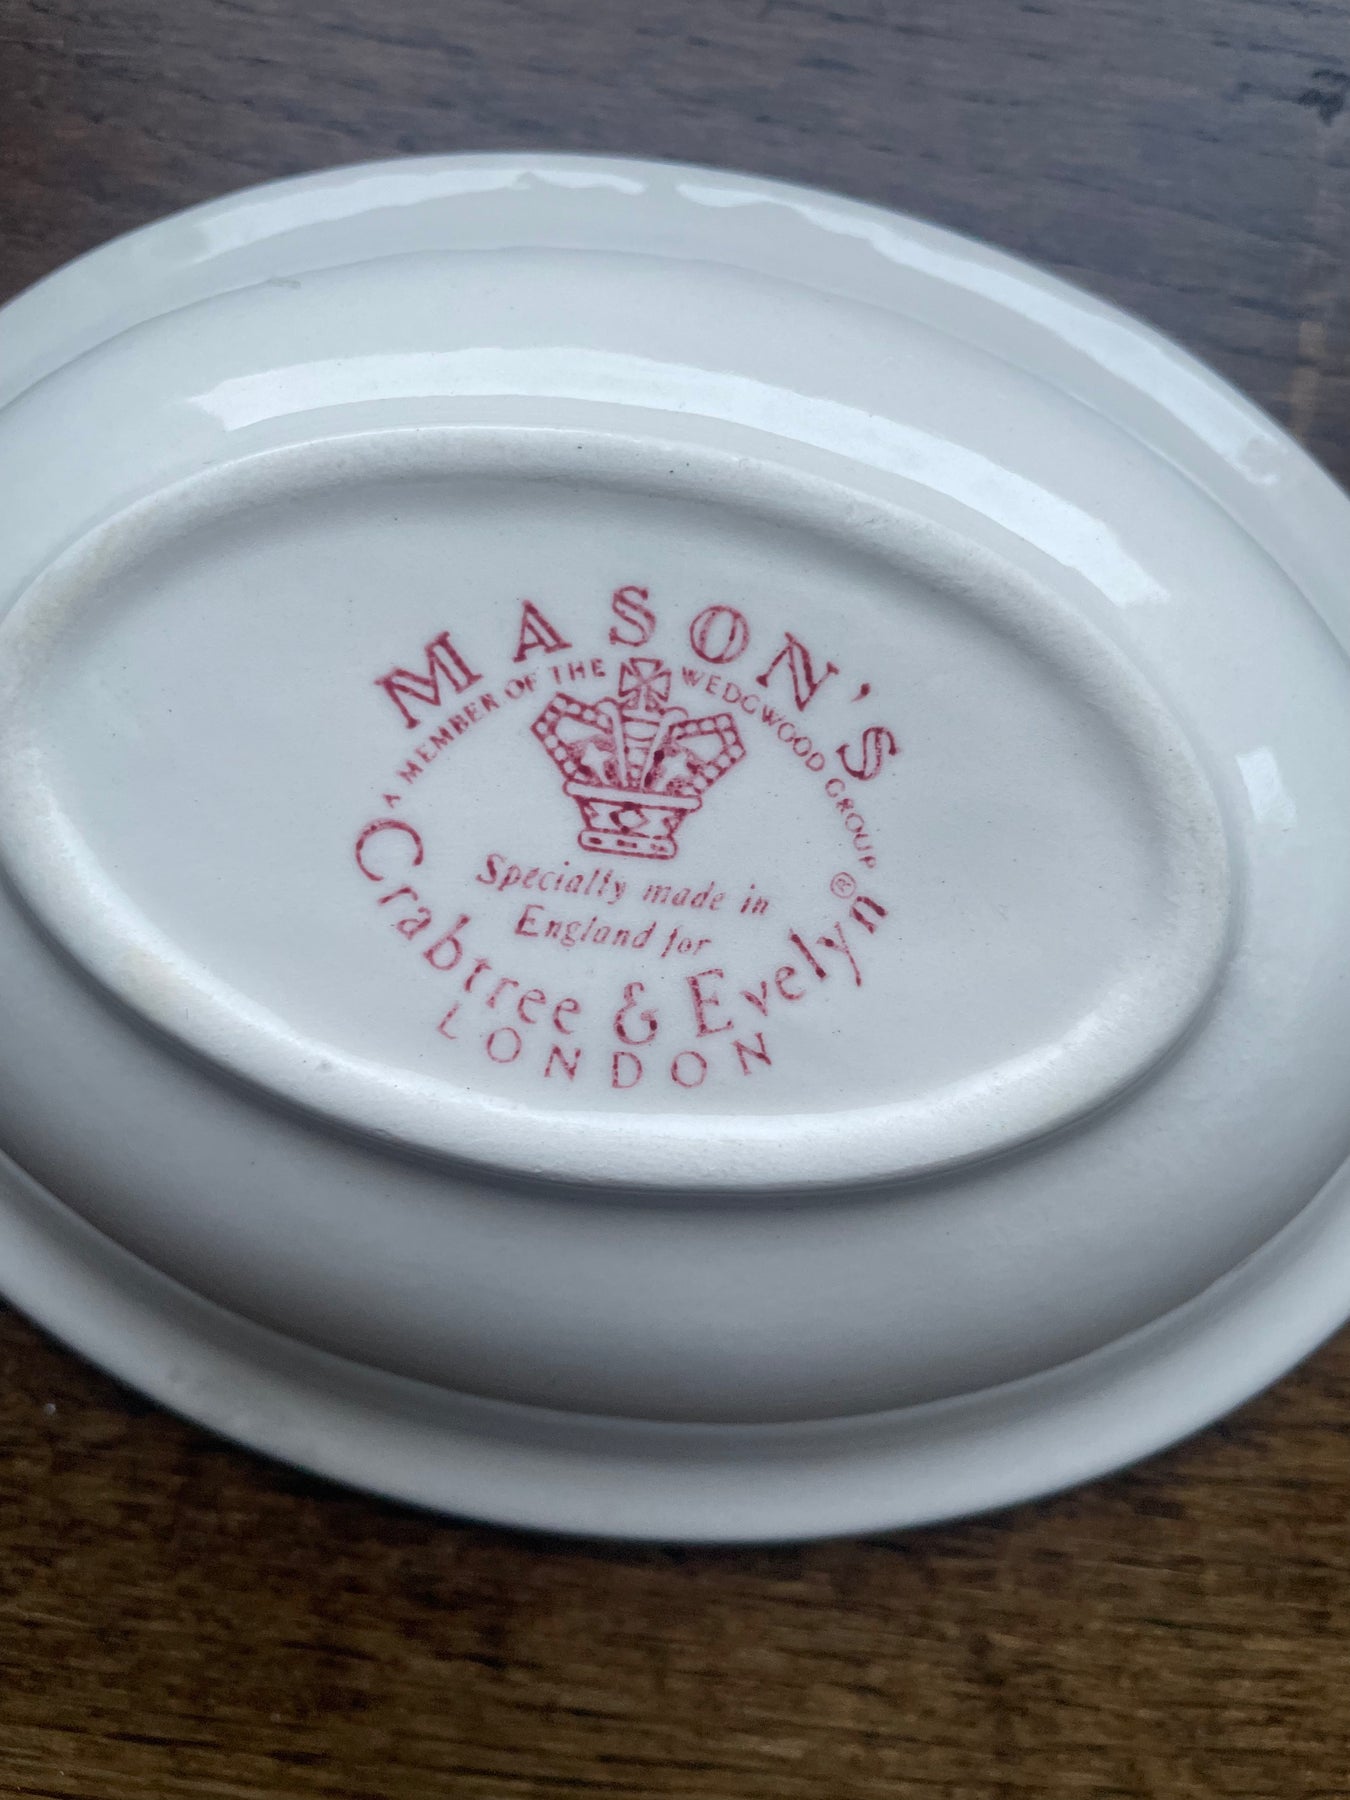 MASON'S
A MEMBER OF THE WEDGWOOD GROUP
Specially made in
England for
Crabtree & Evelyn®
LONDON